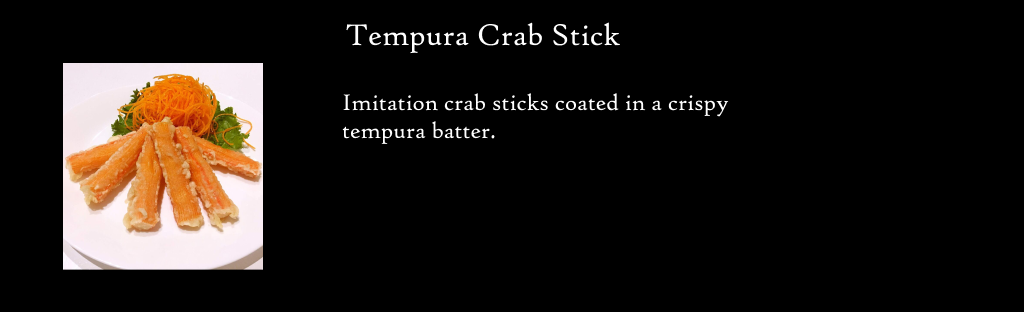 Tempura Crab Stick
Imitation crab sticks coated in a crispy
tempura batter.